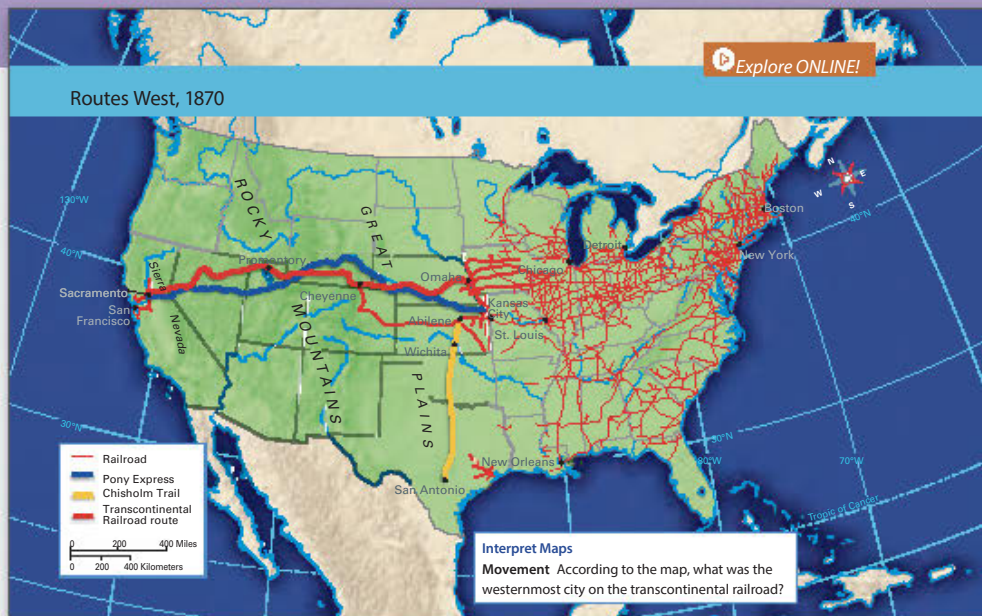 Explore ONLINE!
Routes West, 1870
N
E
W
S
130°W
40°N
30°N
40°N
30°N
80°W
70°W
Tropic of Cancer
ROCKY
MOUNTAINS
GREAT
PLAINS
Sierra
Nevada
Boston
New York
Detroit
Chicago
Omaha
Promontory
Cheyenne
Sacramento
San
Francisco
Kansas
City
Abilene
St. Louis
Wichita
New Orleans
San Antonio
Railroad
Pony Express
Chisholm Trail
Transcontinental
Railroad route
0 200 400 Miles
0 200 400 Kilometers
Interpret Maps
Movement According to the map, what was the
westernmost city on the transcontinental railroad?